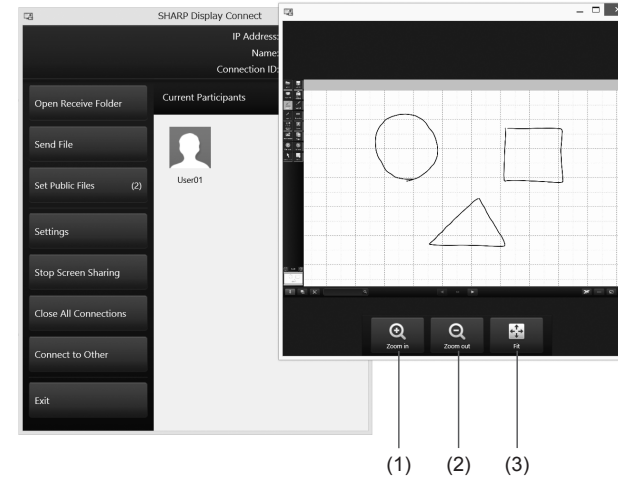 SHARP Display Connect
IP Address:
Name:
Connection ID:
Open Receive Folder
Send File
Set Public Files (2)
Settings
Stop Screen Sharing
Close All Connections
Connect to Other
Exit
Current Participants
User01
Zoom in
Zoom out
Fit
(1)
(2)
(3)